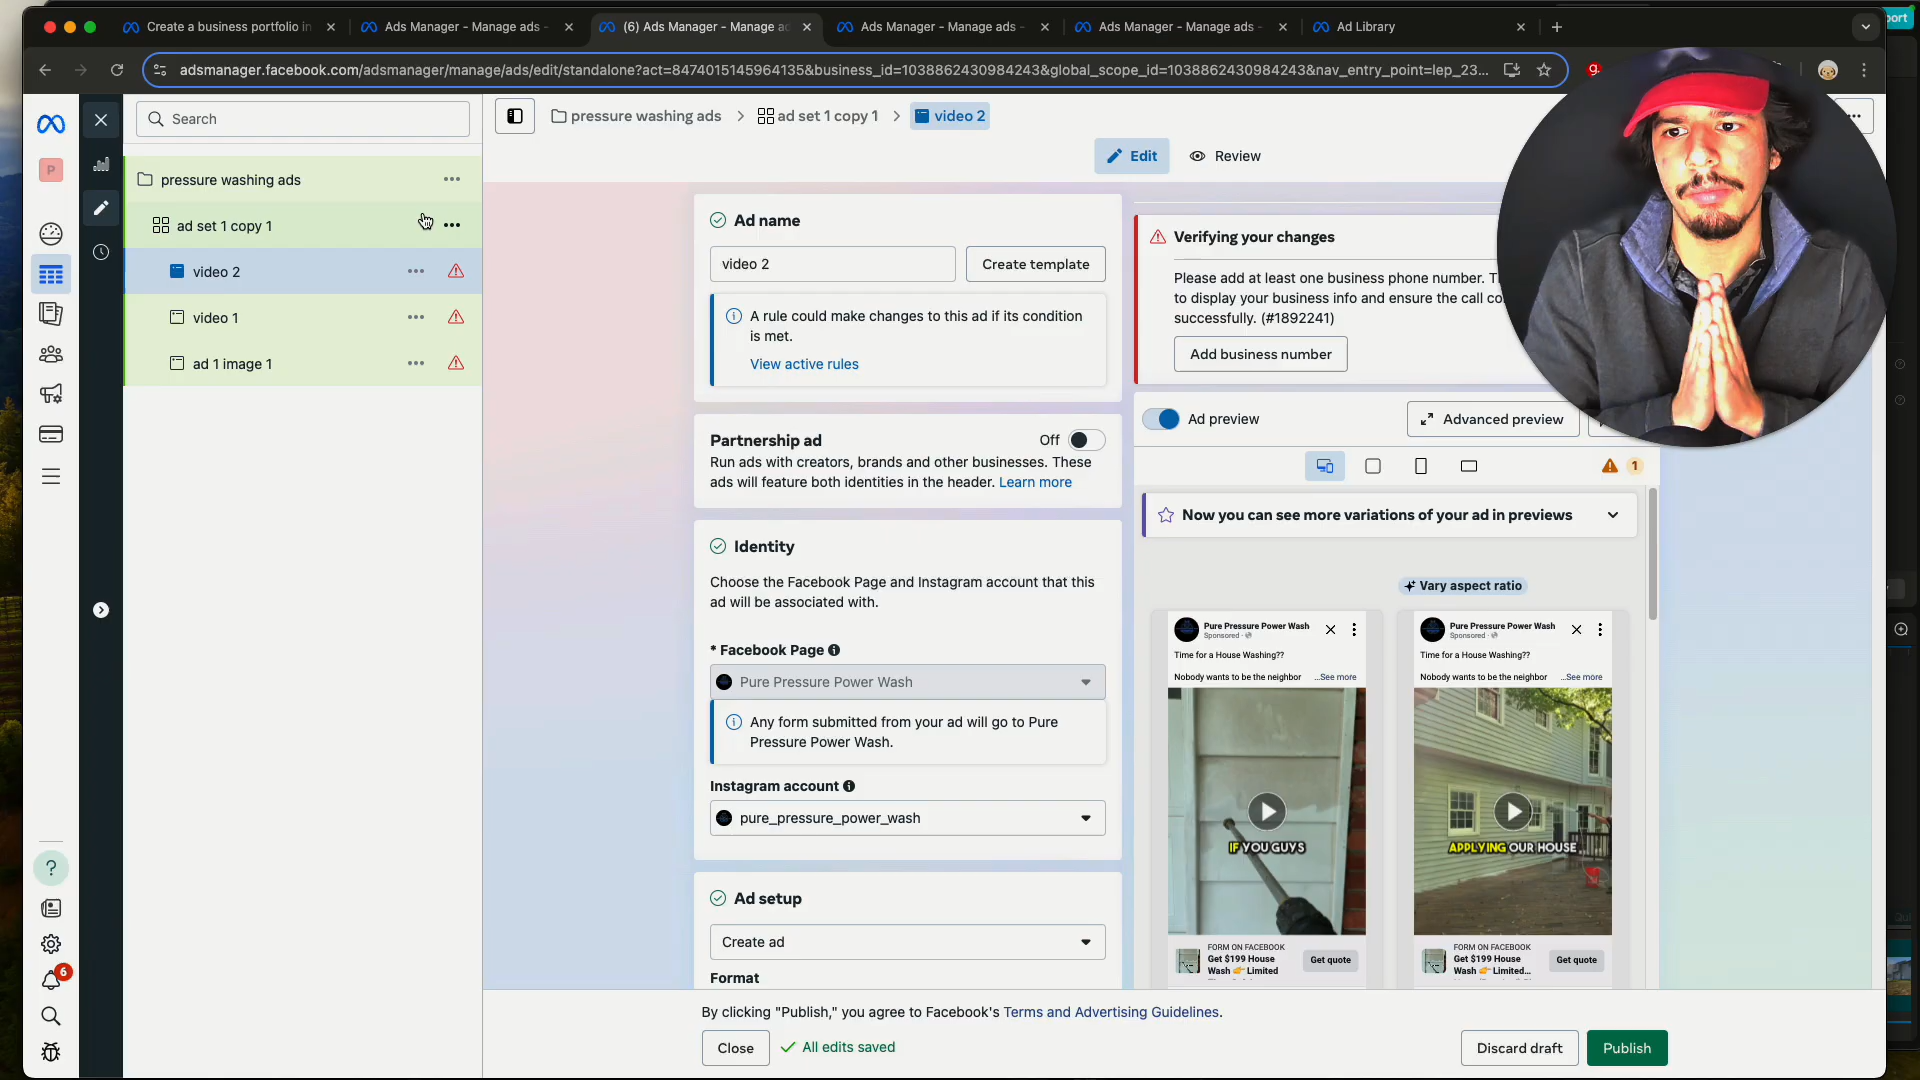 Create a business portfolio in
Ads Manager - Manage ads -
(6) Ads Manager - Manage ad
Ads Manager - Manage ads -
Ads Manager - Manage ads -
Ad Library
adsmanager.facebook.com/adsmanager/manage/ads/edit/standalone?act=8474015145964135&business_id=1038862430984243&global_scope_id=1038862430984243&nav_entry_point=lep_23...
Search
pressure washing ads
ad set 1 copy 1
video 2
Edit
Review
P
pressure washing ads
ad set 1 copy 1
video 2
video 1
ad 1 image 1
6
Ad name
video 2
Create template
A rule could make changes to this ad if its condition
is met.
View active rules
Partnership ad
Off
Run ads with creators, brands and other businesses. These
ads will feature both identities in the header. Learn more
Identity
Choose the Facebook Page and Instagram account that this
ad will be associated with.
* Facebook Page
Pure Pressure Power Wash
Any form submitted from your ad will go to Pure
Pressure Power Wash.
Instagram account
pure_pressure_power_wash
Ad setup
Create ad
Format
Verifying your changes
Please add at least one business phone number.
to display your business info and ensure the call
successfully. (#1892241)
Add business number
Ad preview
Advanced preview
1
Now you can see more variations of your ad in previews
Vary aspect ratio
Pure Pressure Power Wash
Sponsored ·
Time for a House Washing??
Nobody wants to be the neighbor ...See more
IF YOU GUYS
FORM ON FACEBOOK
Get $199 House
Wash 👉 Limited
Get quote
Pure Pressure Power Wash
Sponsored ·
Time for a House Washing??
Nobody wants to be the neighbor ...See more
APPLYING OUR HOUSE
FORM ON FACEBOOK
Get $199 House
Wash 👉 Limited...
Get quote
By clicking "Publish," you agree to Facebook's Terms and Advertising Guidelines.
Close
All edits saved
Discard draft
Publish